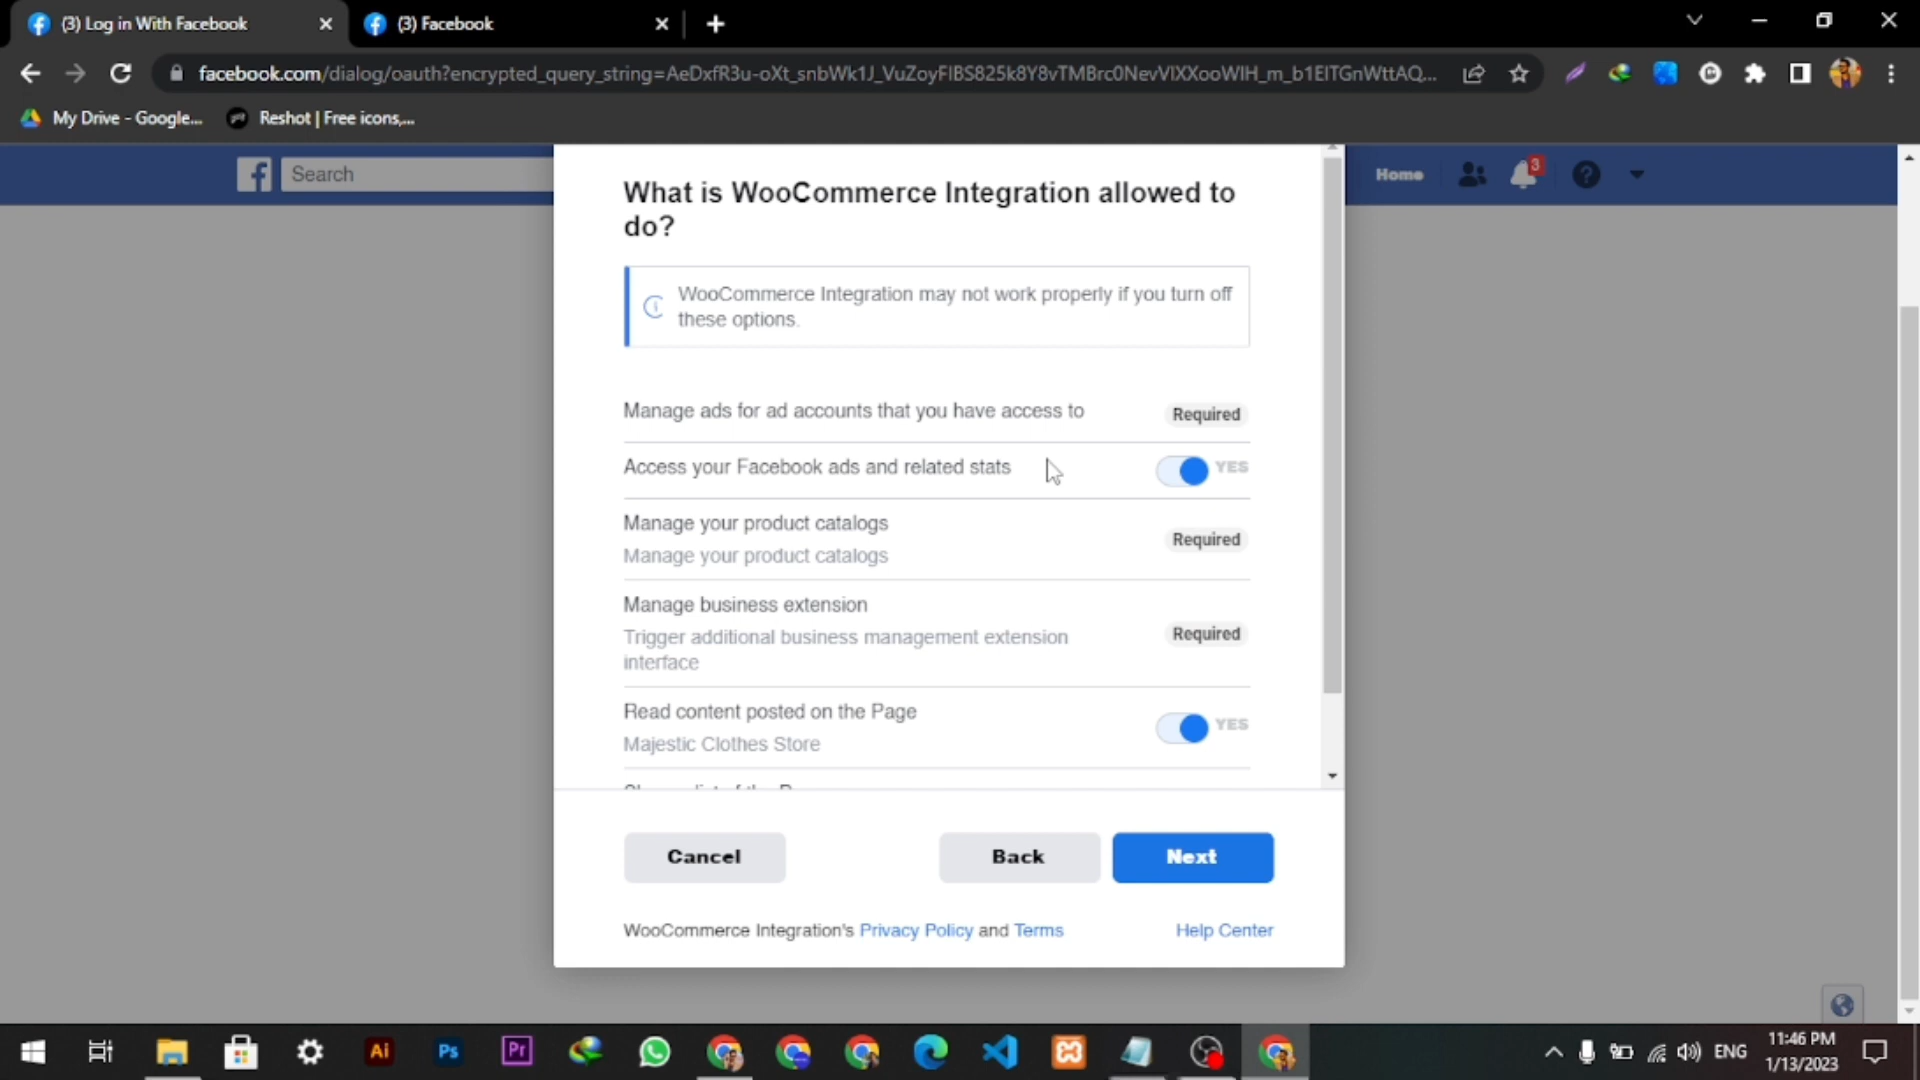 (3) Log in With Facebook
(3) Facebook
facebook.com/dialog/oauth?encrypted_query_string=
My Drive - Google...
Reshot | Free icons,...
Search
Home
3
What is WooCommerce Integration allowed to
do?
WooCommerce Integration may not work properly if you turn off
these options.
Manage ads for ad accounts that you have access to
Required
Access your Facebook ads and related stats
YES
Manage your product catalogs
Manage your product catalogs
Required
Manage business extension
Trigger additional business management extension
interface
Required
Read content posted on the Page
Majestic Clothes Store
YES
Cancel
Back
Next
WooCommerce Integration's Privacy Policy and Terms
Help Center
Ai
Ps
Pr
ENG
11:46 PM
1/13/2023